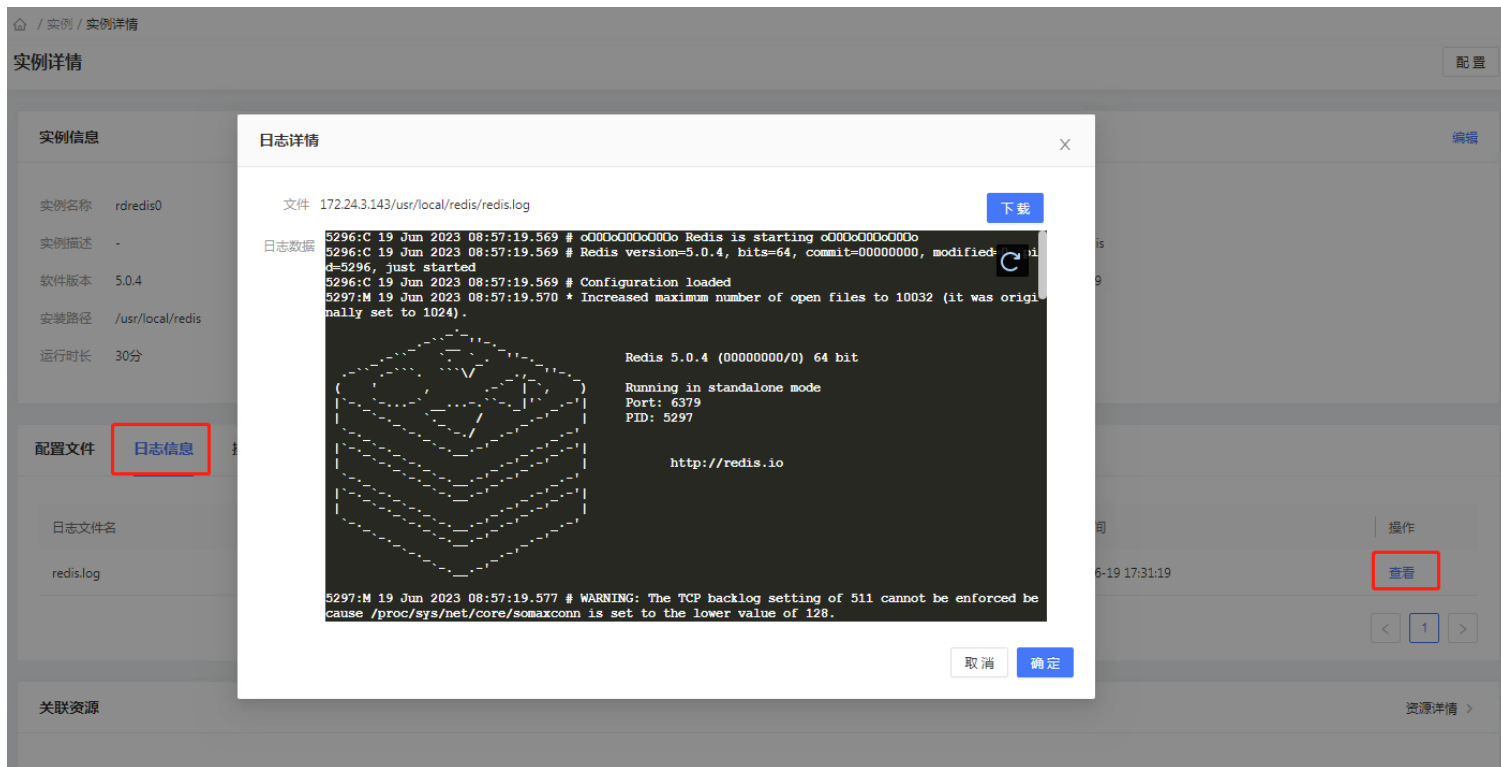 / 实例 / 实例详情
实例详情
配 置
实例信息
编辑
实例名称 rdredis0
实例描述 -
软件版本 5.0.4
安装路径 /usr/local/redis
运行时长 30分
日志详情
文件 172.24.3.143/usr/local/redis/redis.log
下 载
日志数据
5296:C 19 Jun 2023 08:57:19.569 # oO0OoO0OoO0Oo Redis is starting oO0OoO0OoO0Oo
5296:C 19 Jun 2023 08:57:19.569 # Redis version=5.0.4, bits=64, commit=00000000, modified
d=5296, just started
5296:C 19 Jun 2023 08:57:19.569 # Configuration loaded
5297:M 19 Jun 2023 08:57:19.570 * Increased maximum number of open files to 10032 (it was origi
nally set to 1024).
Redis 5.0.4 (00000000/0) 64 bit
Running in standalone mode
Port: 6379
PID: 5297
http://redis.io
5297:M 19 Jun 2023 08:57:19.577 # WARNING: The TCP backlog setting of 511 cannot be enforced be
cause /proc/sys/net/core/somaxconn is set to the lower value of 128.
取 消
确 定
is
9
9
配置文件 日志信息
日志文件名
间
操作
redis.log
6-19 17:31:19
查看
< 1 >
关联资源
资源详情 >